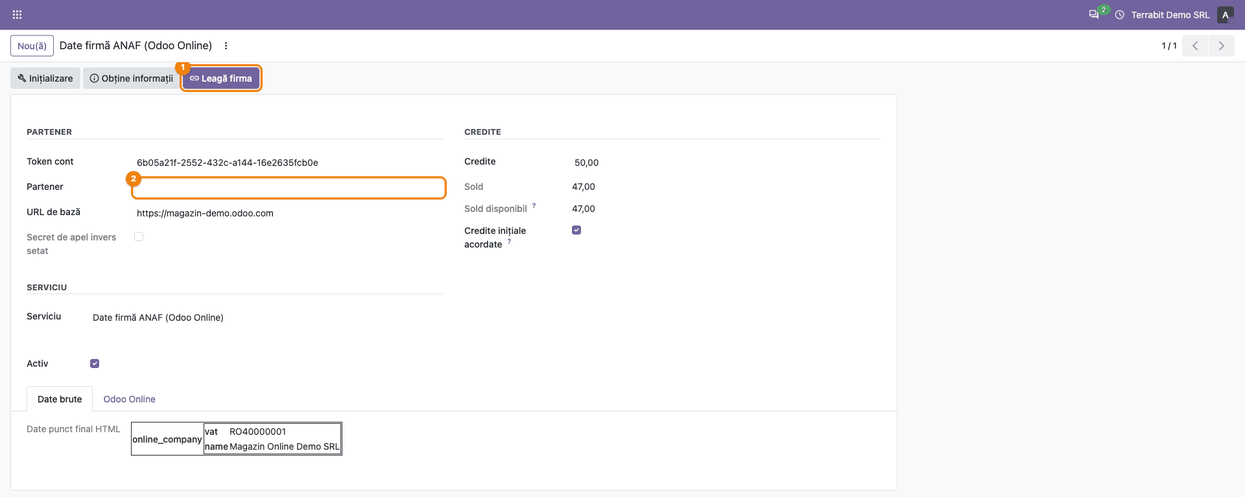 2
Terrabit Demo SRL
A
Nou(ă)
Date firmă ANAF (Odoo Online)
1 / 1
1
Inițializare
Obține informații
Leagă firma
PARTENER
CREDITE
Token cont
6b05a21f-2552-432c-a144-16e2635fcb0e
Credite
50,00
2
Partener
Sold
47,00
URL de bază
https://magazin-demo.odoo.com
Sold disponibil ?
47,00
Secret de apel invers
setat
Credite inițiale
acordate ?
SERVICIU
Serviciu
Date firmă ANAF (Odoo Online)
Activ
Date brute
Odoo Online
Date punct final HTML
online_company
vat RO40000001
name Magazin Online Demo SRL